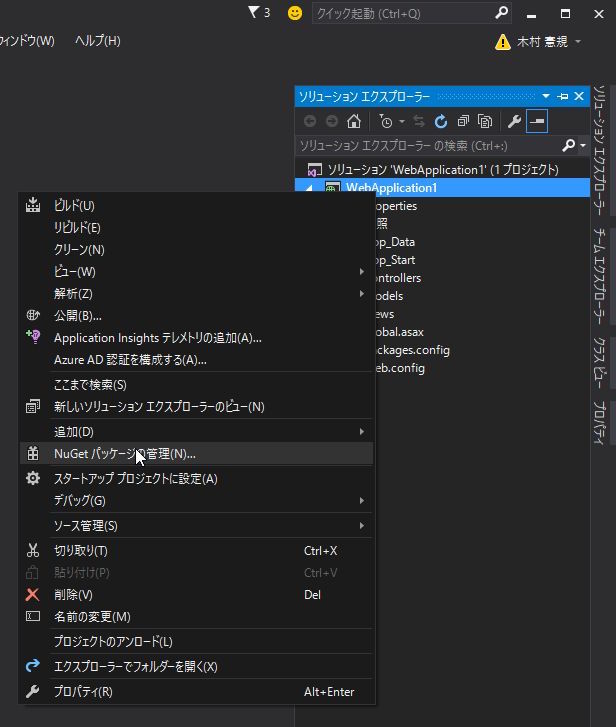 3
クイック起動 (Ctrl+Q)
ウィンドウ(W)
ヘルプ(H)
木村 憲規
ソリューション エクスプローラー
ソリューション エクスプローラー の検索 (Ctrl+:)
ソリューション 'WebApplication1' (1 プロジェクト)
WebApplication1
operties
照
pp_Data
pp_Start
ontrollers
odels
ews
obal.asax
ackages.config
eb.config
ビルド(U)
リビルド(E)
クリーン(N)
ビュー(W)
解析(Z)
公開(B)...
Application Insights テレメトリの追加(A)...
Azure AD 認証を構成する(A)...
ここまで検索(S)
新しいソリューション エクスプローラーのビュー(N)
追加(D)
NuGet パッケージの管理(N)...
スタートアップ プロジェクトに設定(A)
デバッグ(G)
ソース管理(S)
切り取り(T) Ctrl+X
貼り付け(P) Ctrl+V
削除(V) Del
名前の変更(M)
プロジェクトのアンロード(L)
エクスプローラーでフォルダーを開く(X)
プロパティ(R) Alt+Enter
ソリューション エクスプローラー
チーム エクスプローラー
クラス ビュー
プロパティ